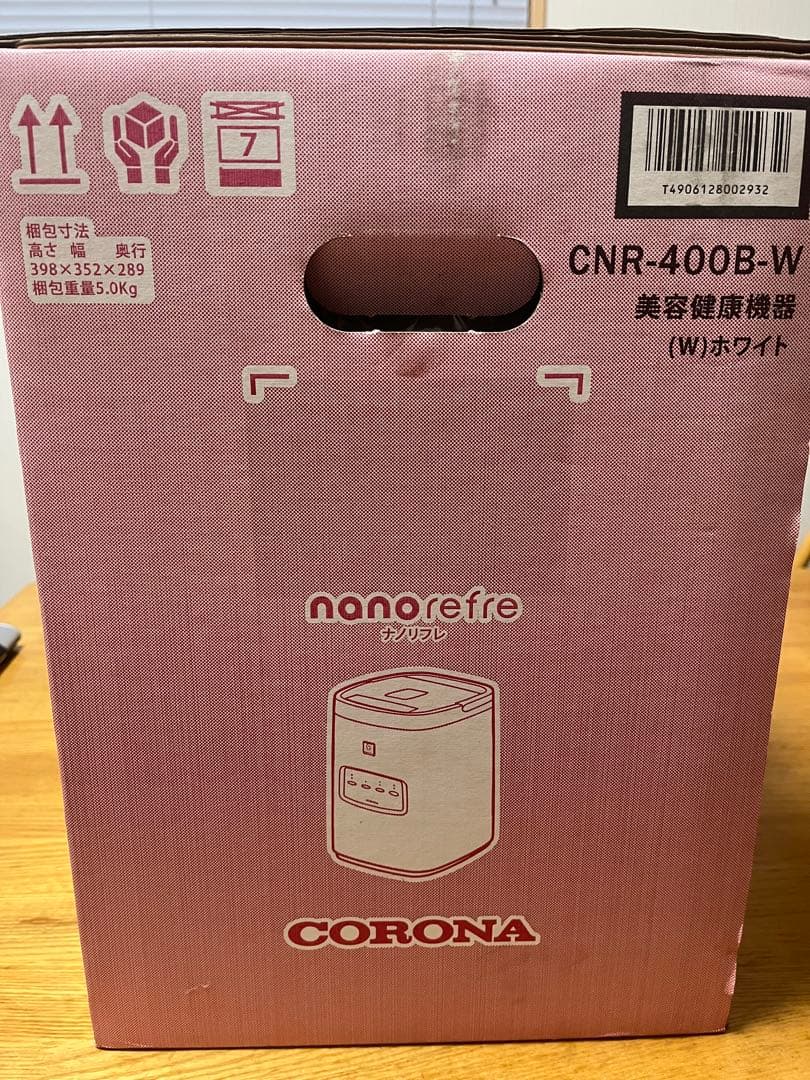 7
T4906128002932
梱包寸法
高さ 幅 奥行
398×352×289
梱包重量5.0Kg
CNR-400B-W
美容健康機器
(W)ホワイト
nanorefre
ナノリフレ
CORONA